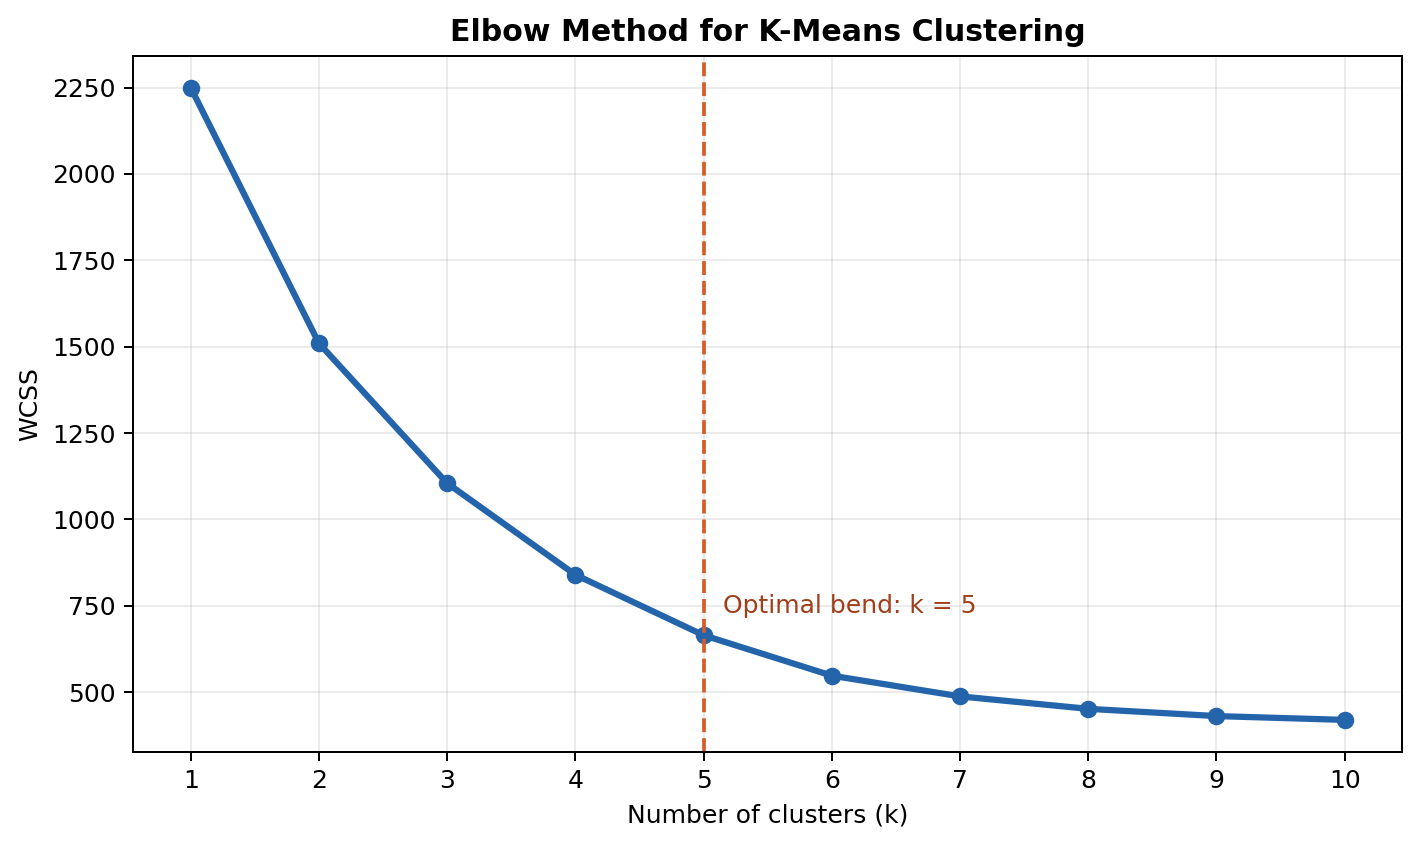 Elbow Method for K-Means Clustering
2250
2000
1750
1500
1250
1000
750
500
WCSS
Optimal bend: k = 5
1 2 3 4 5 6 7 8 9 10
Number of clusters (k)